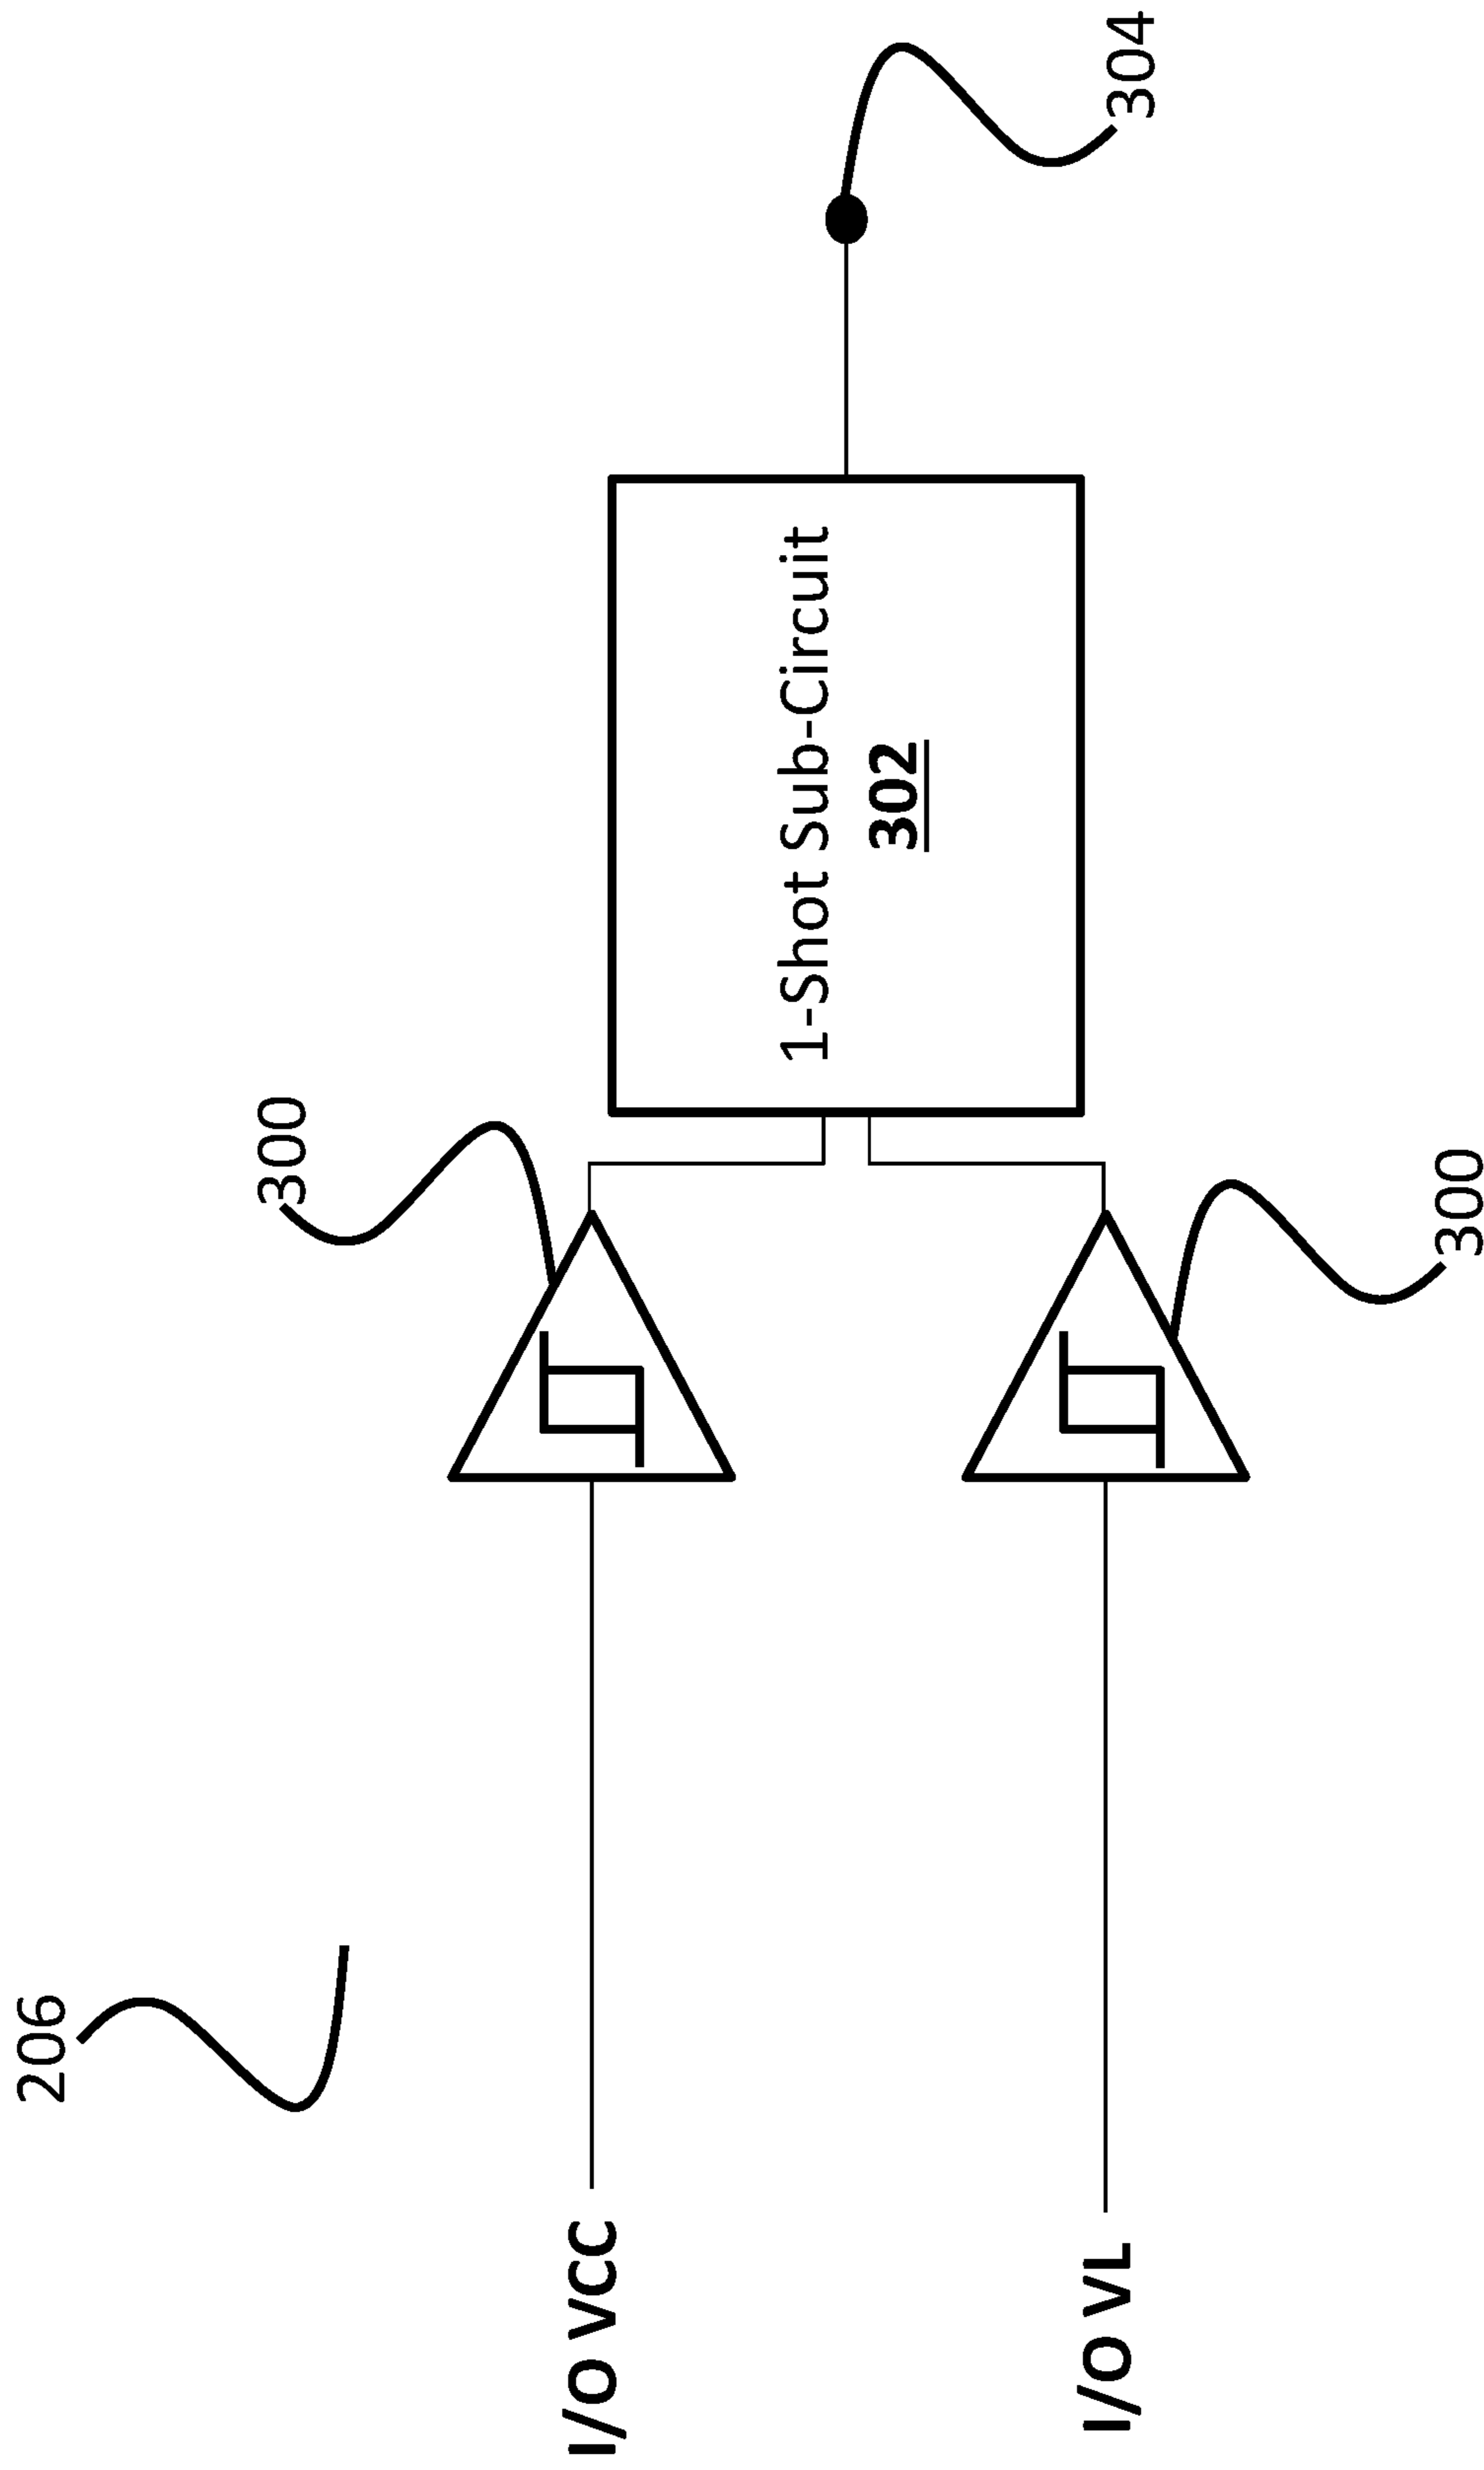 206
300
304
I/O VCC
1-Shot Sub-Circuit
302
I/O VL
300